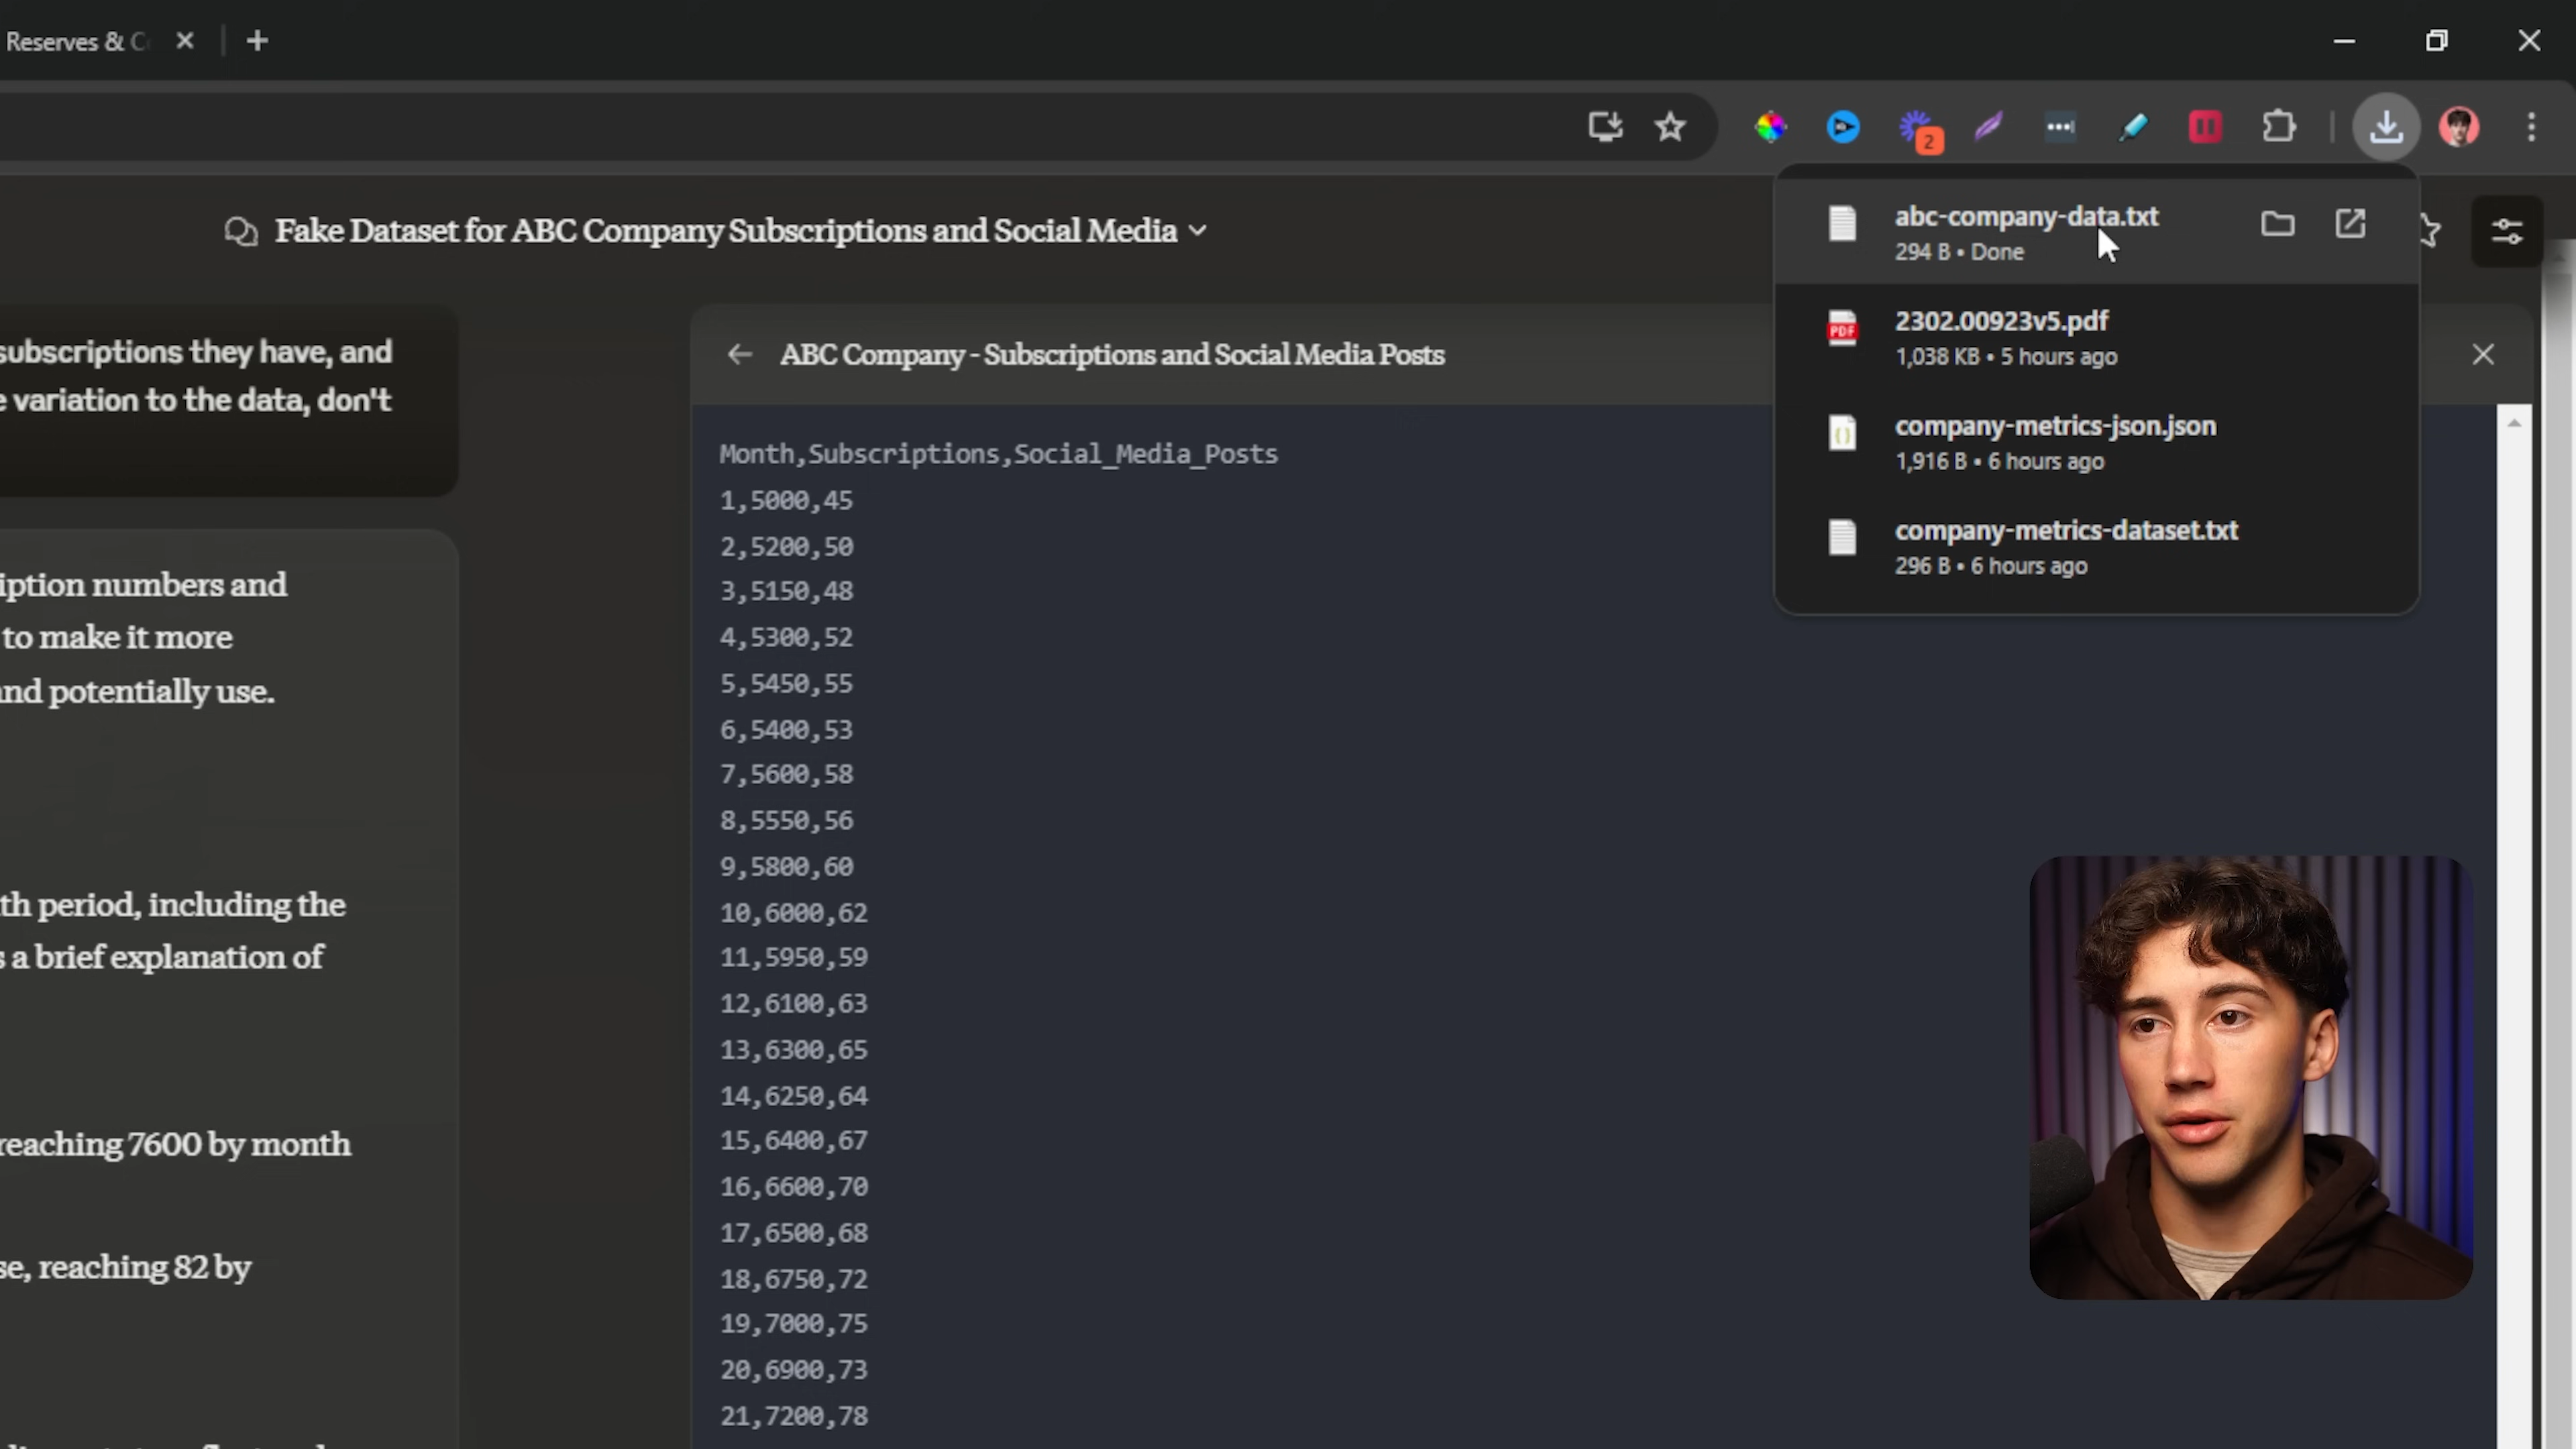 Reserves &
2
Fake Dataset for ABC Company Subscriptions and Social Media
abc-company-data.txt
294 B • Done
2302.00923v5.pdf
1,038 KB • 5 hours ago
company-metrics-json.json
1,916 B • 6 hours ago
company-metrics-dataset.txt
296 B • 6 hours ago
PDF
subscriptions they have, and
variation to the data, don't
iption numbers and
to make it more
nd potentially use.
th period, including the
s a brief explanation of
reaching 7600 by month
se, reaching 82 by
ABC Company - Subscriptions and Social Media Posts
Month,Subscriptions,Social_Media_Posts
1,5000,45
2,5200,50
3,5150,48
4,5300,52
5,5450,55
6,5400,53
7,5600,58
8,5550,56
9,5800,60
10,6000,62
11,5950,59
12,6100,63
13,6300,65
14,6250,64
15,6400,67
16,6600,70
17,6500,68
18,6750,72
19,7000,75
20,6900,73
21,7200,78